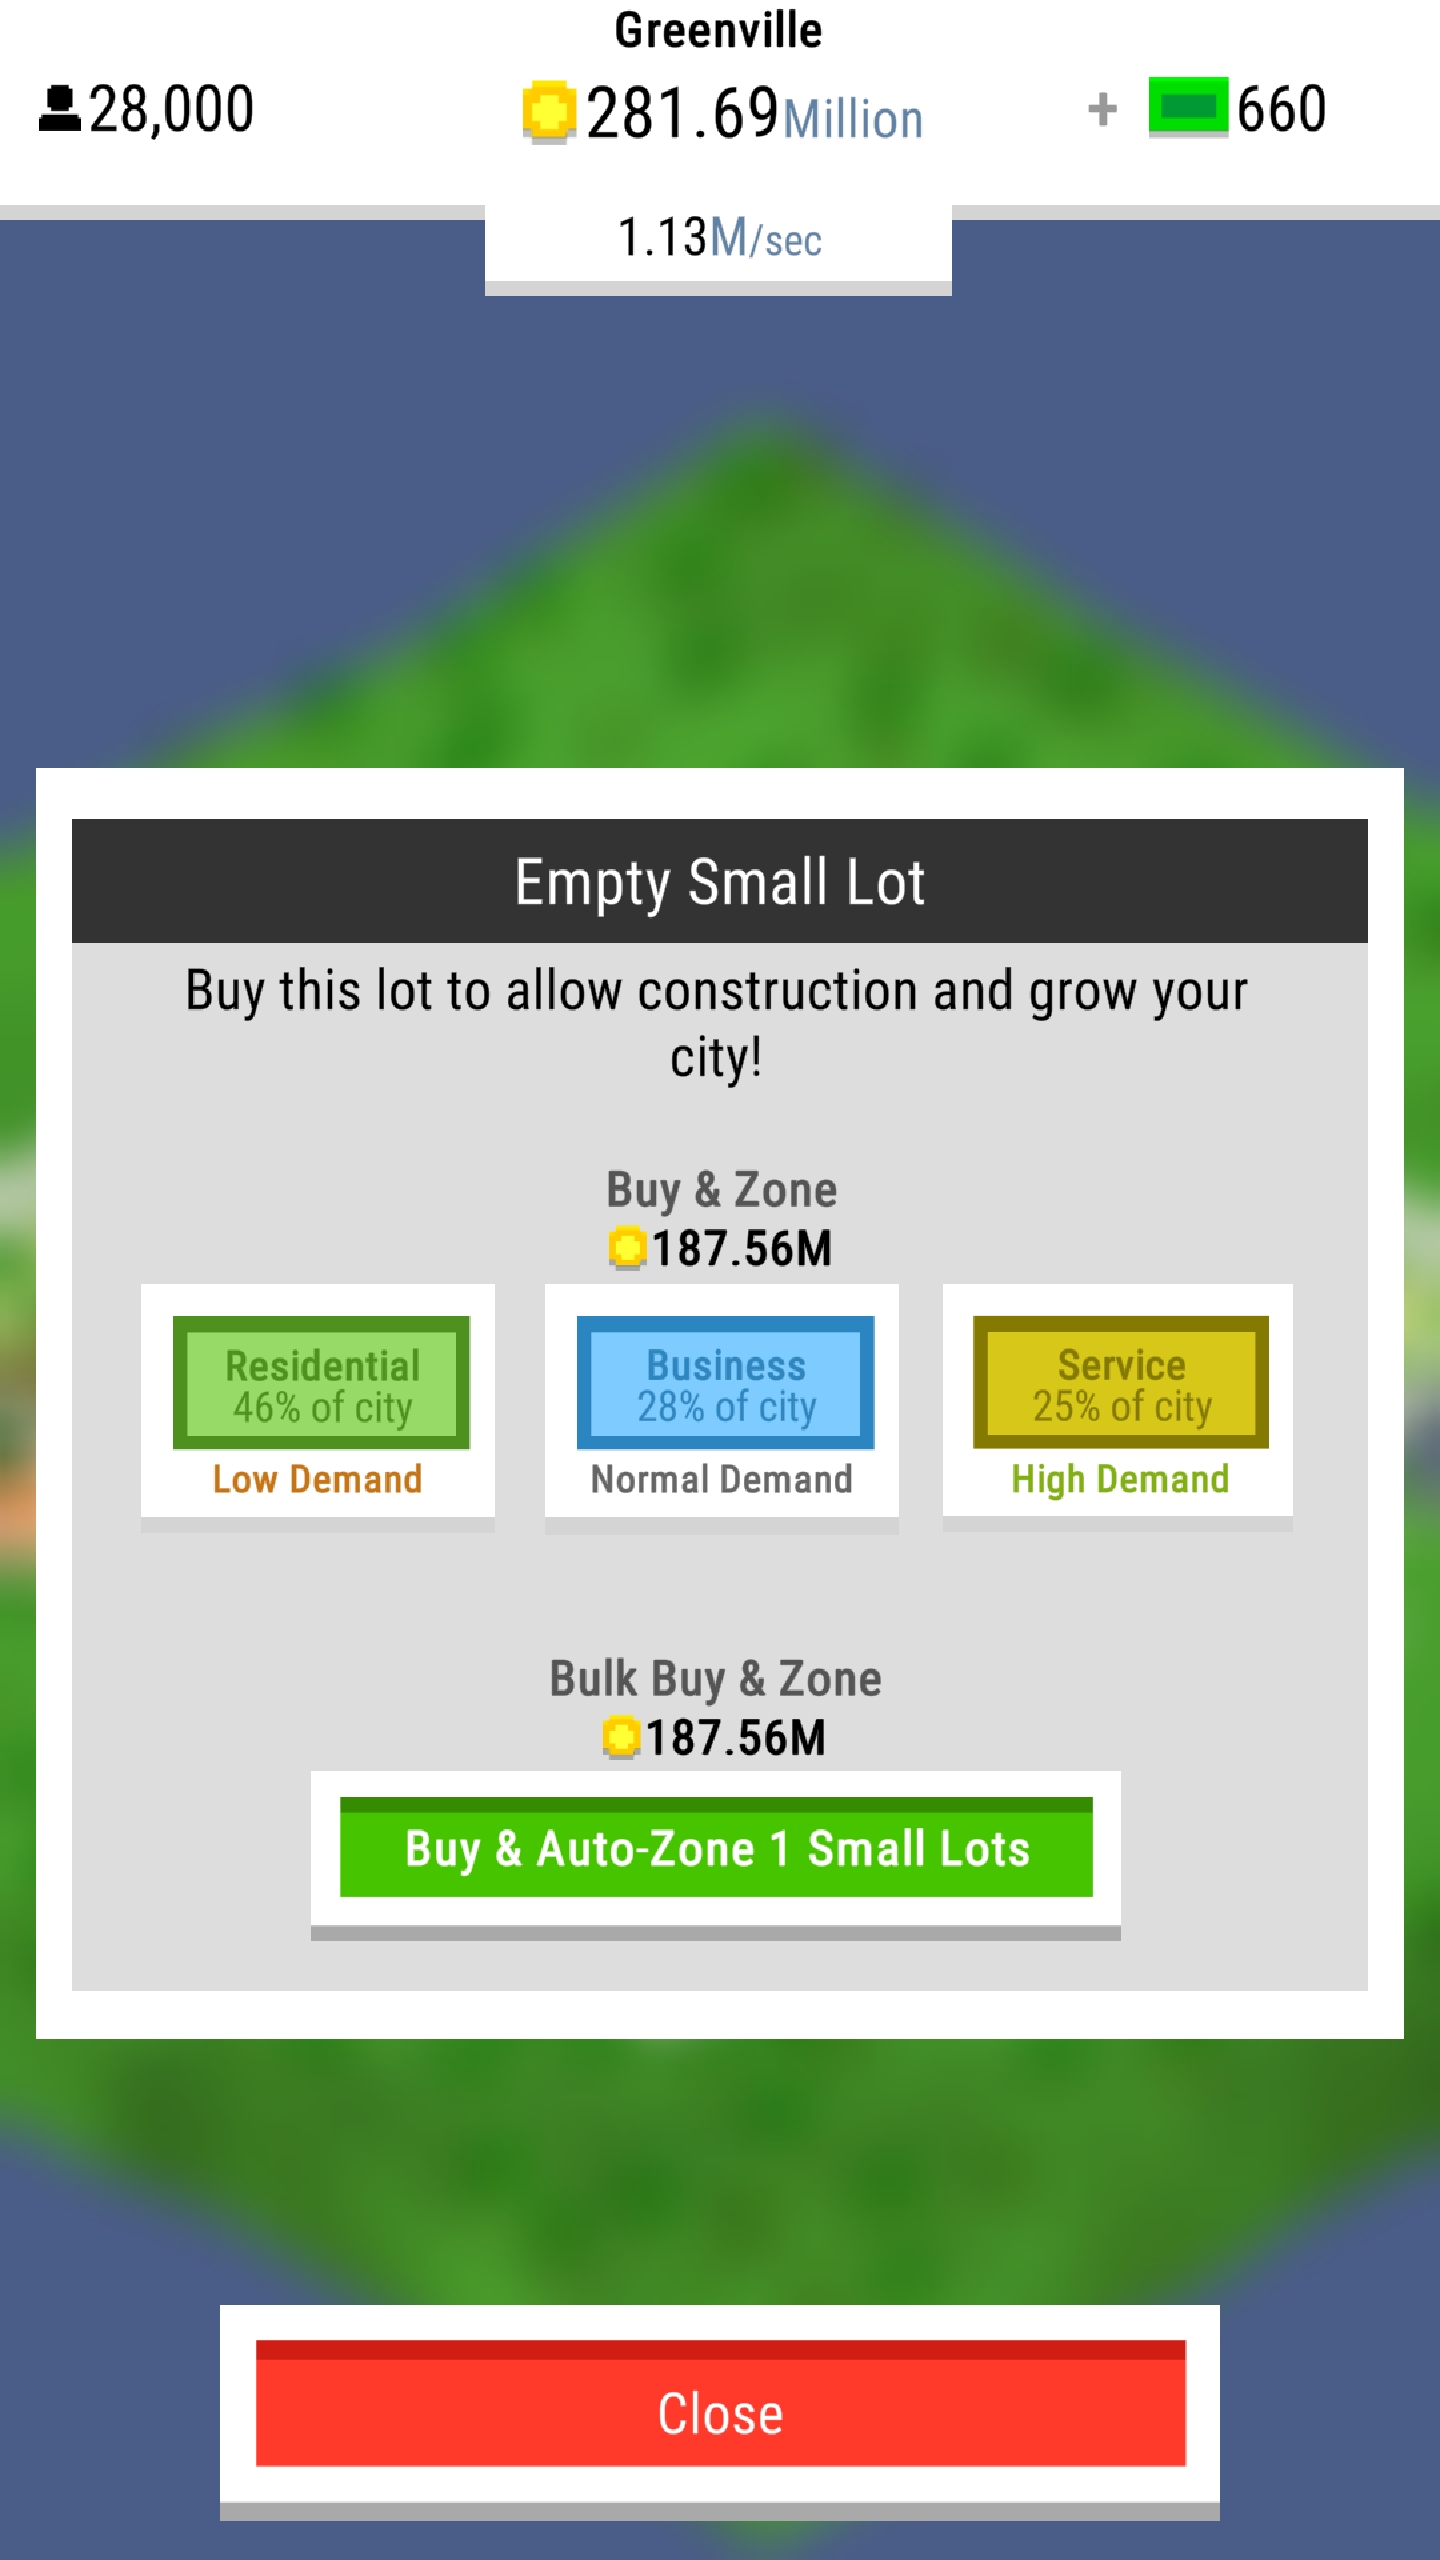 Greenville
28,000
281.69Million
+ 660
1.13M/sec
Empty Small Lot
Buy this lot to allow construction and grow your
city!
Buy & Zone
187.56M
Residential
46% of city
Low Demand
Business
28% of city
Normal Demand
Service
25% of city
High Demand
Bulk Buy & Zone
187.56M
Buy & Auto-Zone 1 Small Lots
Close